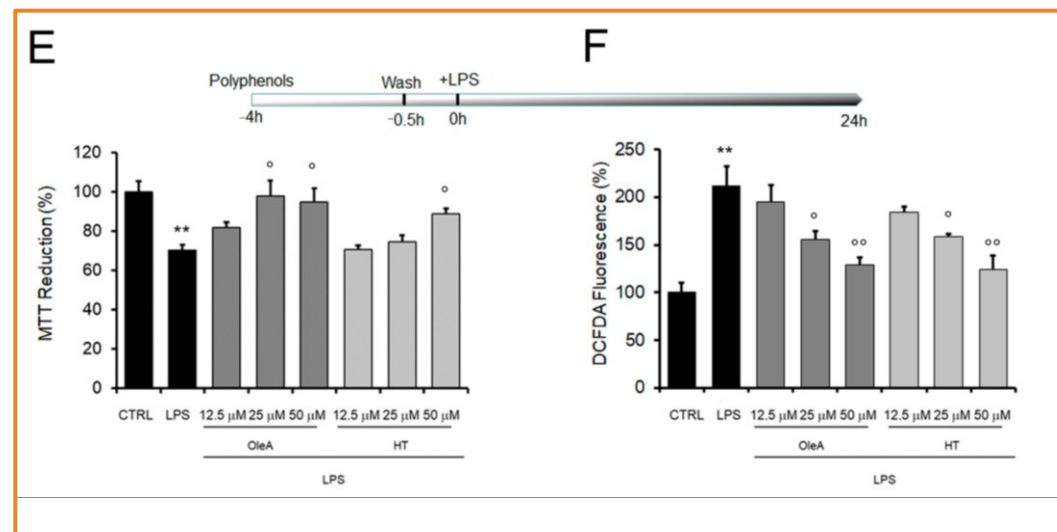 E
F
Polyphenols Wash +LPS
-4h -0.5h 0h 24h
MTT Reduction (%)
120
100
80
60
40
20
0
**
°
°
°
CTRL LPS 12.5 µM 25 µM 50 µM 12.5 µM 25 µM 50 µM
OleA HT
LPS
DCFDA Fluorescence (%)
250
200
150
100
50
0
**
°
°°
°
°°
CTRL LPS 12.5 µM 25 µM 50 µM 12.5 µM 25 µM 50 µM
OleA HT
LPS